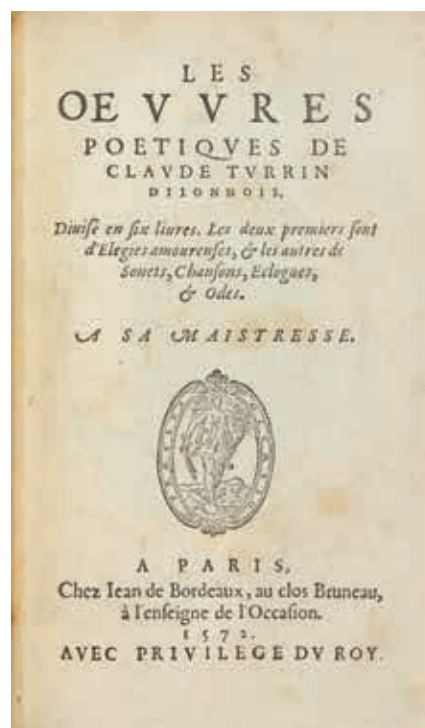 LES
OEVVRES
POETIQVES DE
CLAVDE TVRRIN
DIIONNOIS.
Diuisé en six liures. Les deux premiers sont
d'Elegies amoureuses, & les autres de
Sonets, Chansons, Eclogues,
& Odes.
A SA MAISTRESSE.
A PARIS,
Chez Iean de Bordeaux, au clos Bruneau,
à l'enseigne de l'Occasion.
1572.
AVEC PRIVILEGE DV ROY.